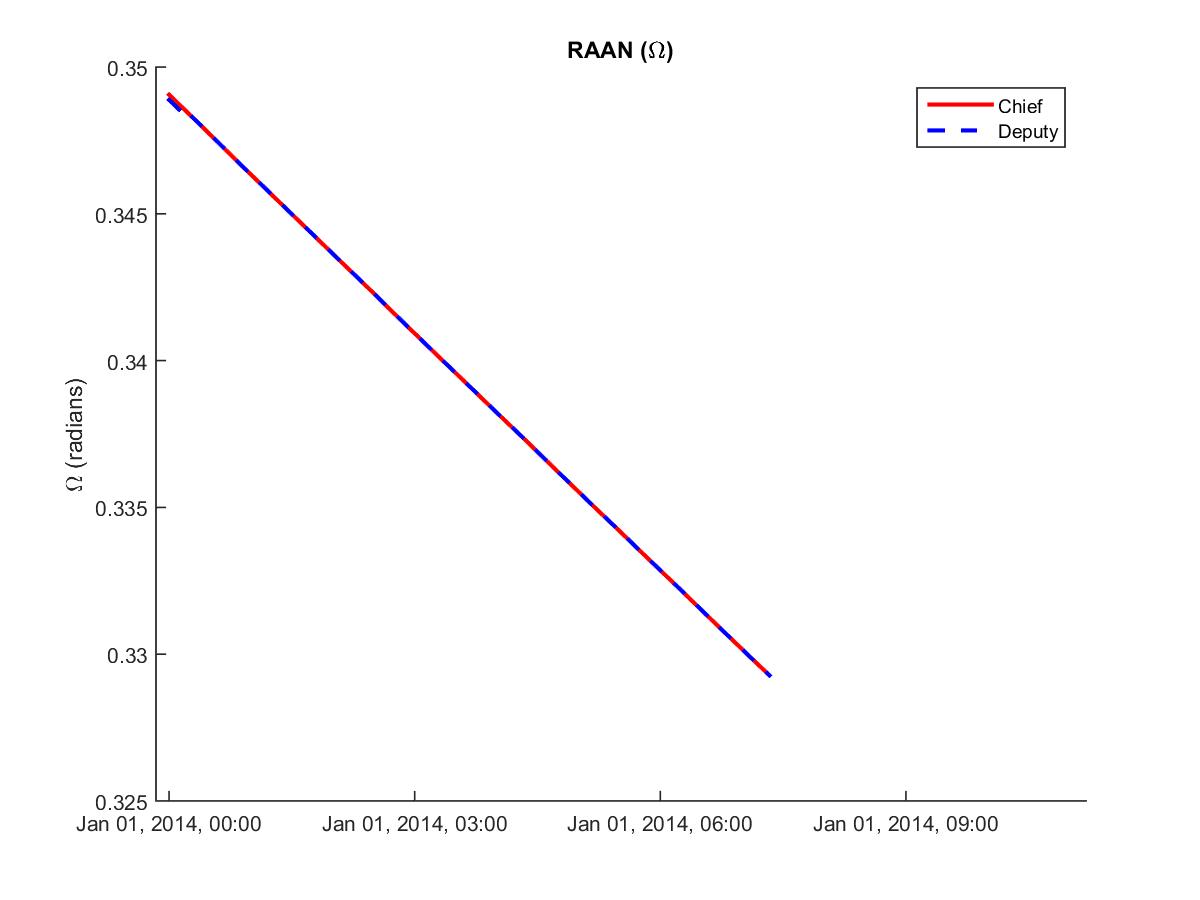 RAAN (Ω)
Chief
Deputy
Ω (radians)
0.35
0.345
0.34
0.335
0.33
0.325
Jan 01, 2014, 00:00
Jan 01, 2014, 03:00
Jan 01, 2014, 06:00
Jan 01, 2014, 09:00